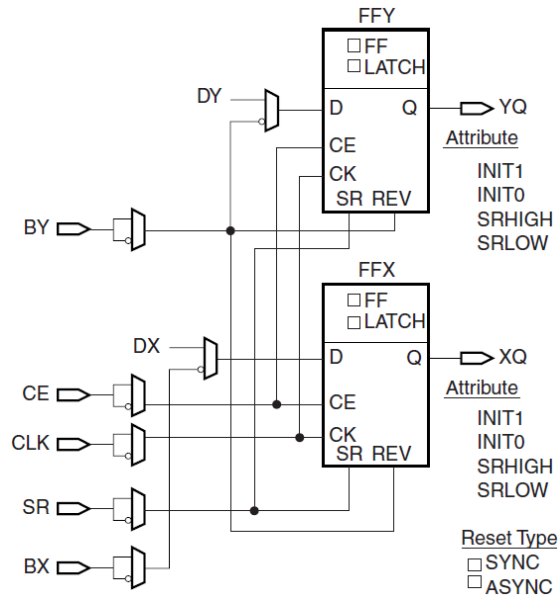 FFY
FF
LATCH
DY
D Q
YQ
CE
Attribute
CK
INIT1
SR REV
INIT0
BY
SRHIGH
SRLOW
FFX
FF
LATCH
DX
D Q
XQ
CE
CE
Attribute
CLK
CK
INIT1
SR REV
INIT0
SRHIGH
SR
SRLOW
Reset Type
BX
SYNC
ASYNC